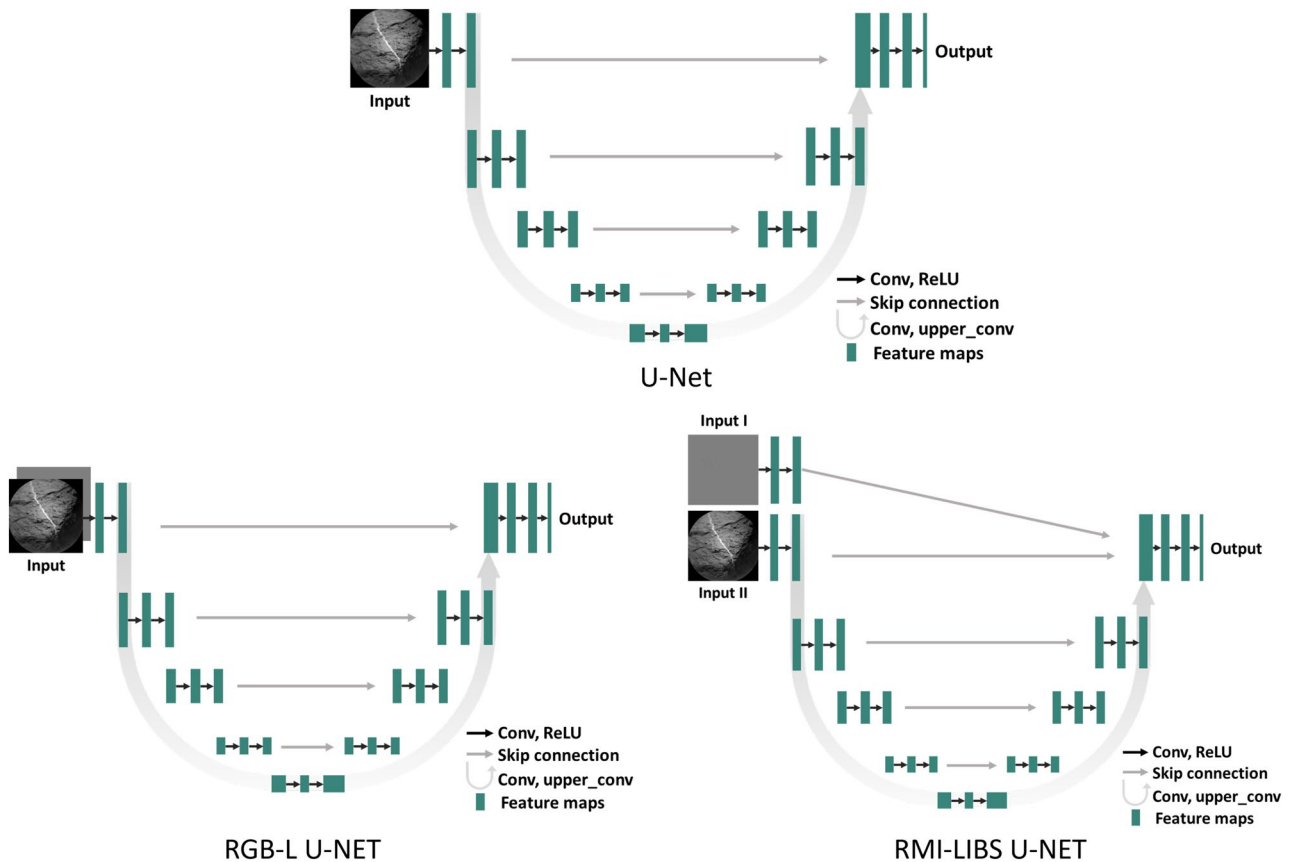 Output
Input
Conv, ReLU
Skip connection
Conv, upper_conv
Feature maps
U-Net
Input
Output
Conv, ReLU
Skip connection
Conv, upper_conv
Feature maps
RGB-L U-NET
Input I
Input II
Output
Conv, ReLU
Skip connection
Conv, upper_conv
Feature maps
RMI-LIBS U-NET